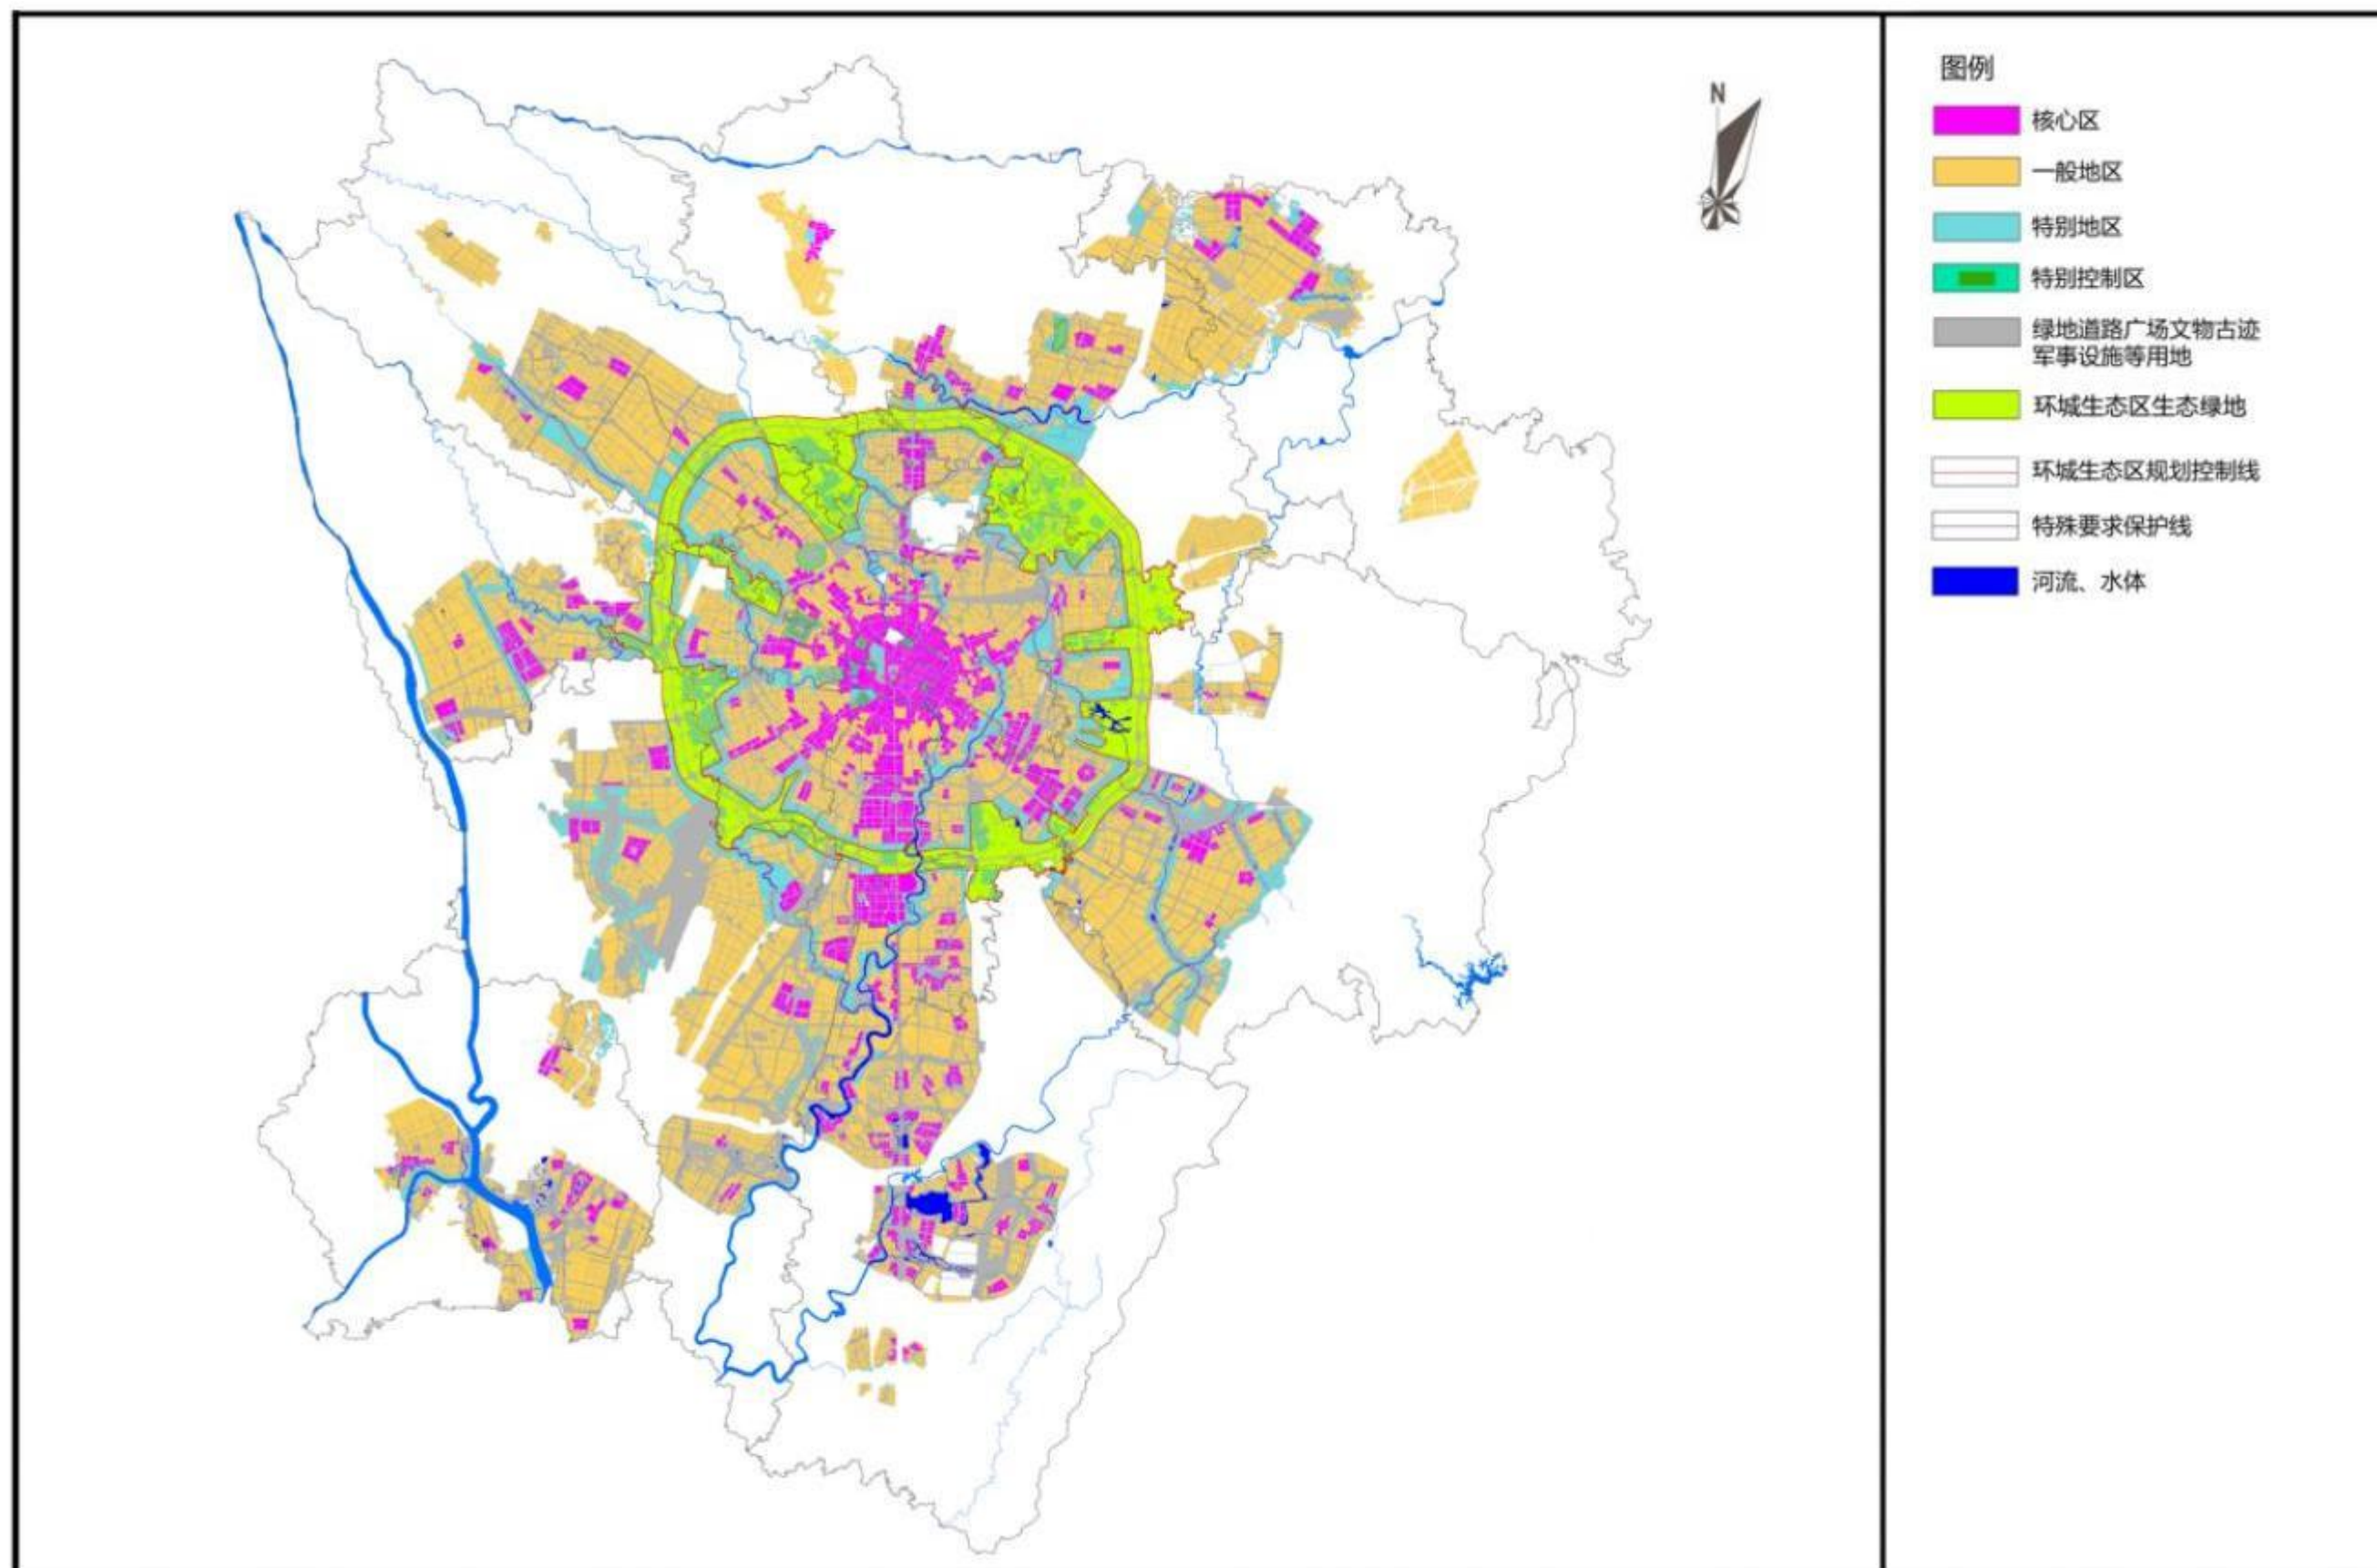 N
图例
核心区
一般地区
特别地区
特别控制区
绿地道路广场文物古迹
军事设施等用地
环城生态区生态绿地
环城生态区规划控制线
特殊要求保护线
河流、水体